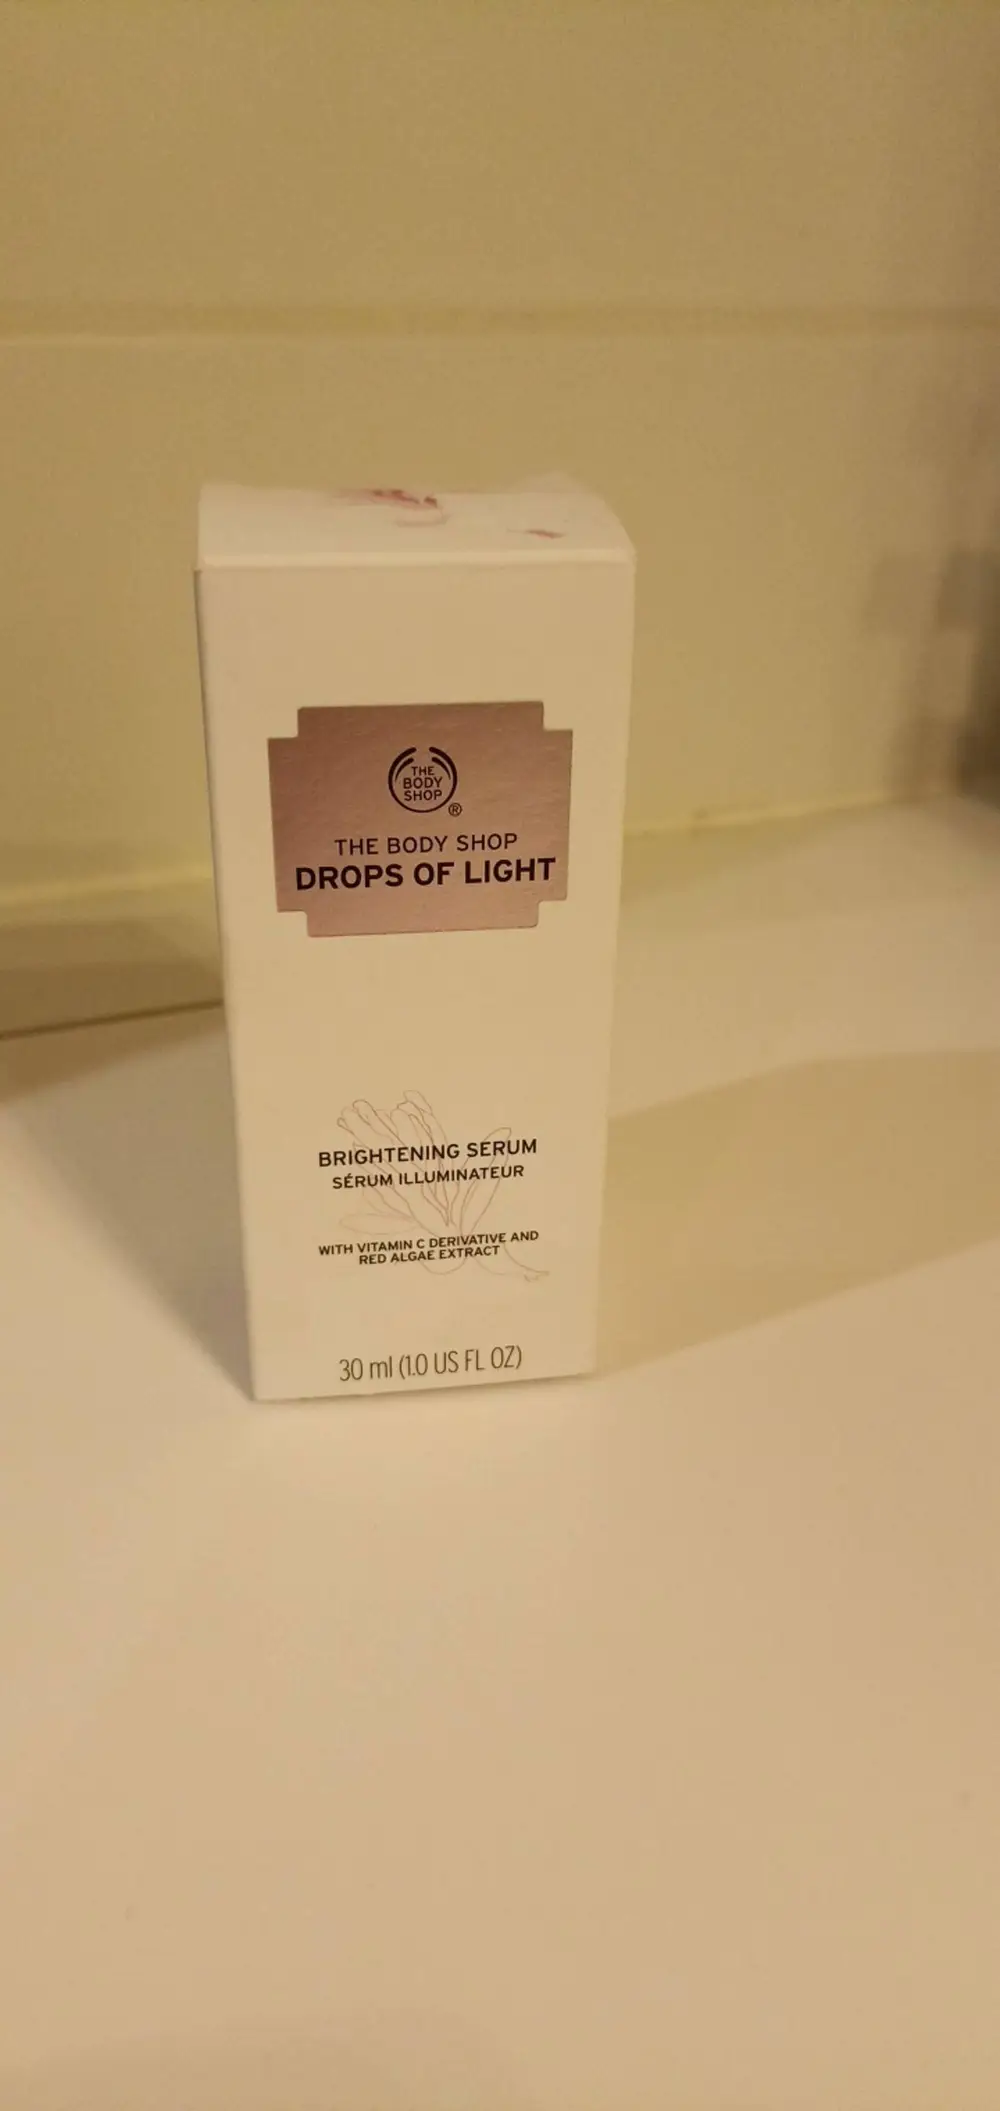 THE
BODY
SHOP
®
THE BODY SHOP
DROPS OF LIGHT
BRIGHTENING SERUM
SÉRUM ILLUMINATEUR
WITH VITAMIN C DERIVATIVE AND
RED ALGAE EXTRACT
30 ml (1.0 US FL OZ)